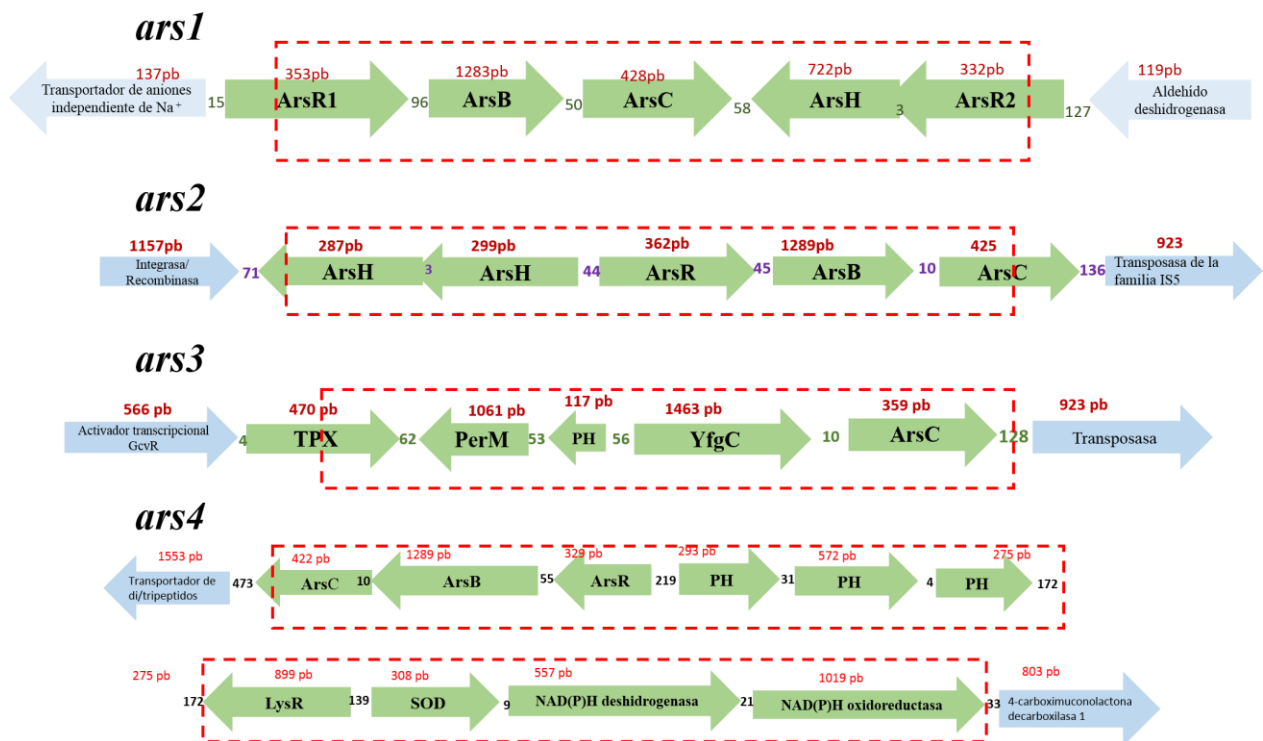 ars1
137pb 353pb 1283pb 428pb 722pb 332pb 119pb
Transportador de aniones
independiente de Na⁺
15 ArsR1 96 ArsB 50 ArsC 58 ArsH 3 ArsR2 127
Aldehido
deshidrogenasa
ars2
1157pb 287pb 299pb 362pb 1289pb 425 923
Integrasa/
Recombinasa
71 ArsH 3 ArsH 44 ArsR 45 ArsB 10 ArsC 136
Transposasa de la
familia IS5
ars3
566 pb 470 pb 1061 pb 117 pb 1463 pb 359 pb 923 pb
Activador transcripcional
GcvR
4 TPX 62 PerM 53 PH 56 YfgC 10 ArsC 128 Transposasa
ars4
1553 pb 422 pb 1289 pb 329 pb 293 pb 572 pb 275 pb
Transportador de
di/tripeptidos
473 ArsC 10 ArsB 55 ArsR 219 PH 31 PH 4 PH 172
275 pb 899 pb 308 pb 557 pb 1019 pb 803 pb
172 LysR 139 SOD 9 NAD(P)H deshidrogenasa 21 NAD(P)H oxidoreductasa 33
4-carboximuconolactona
decarboxilasa 1